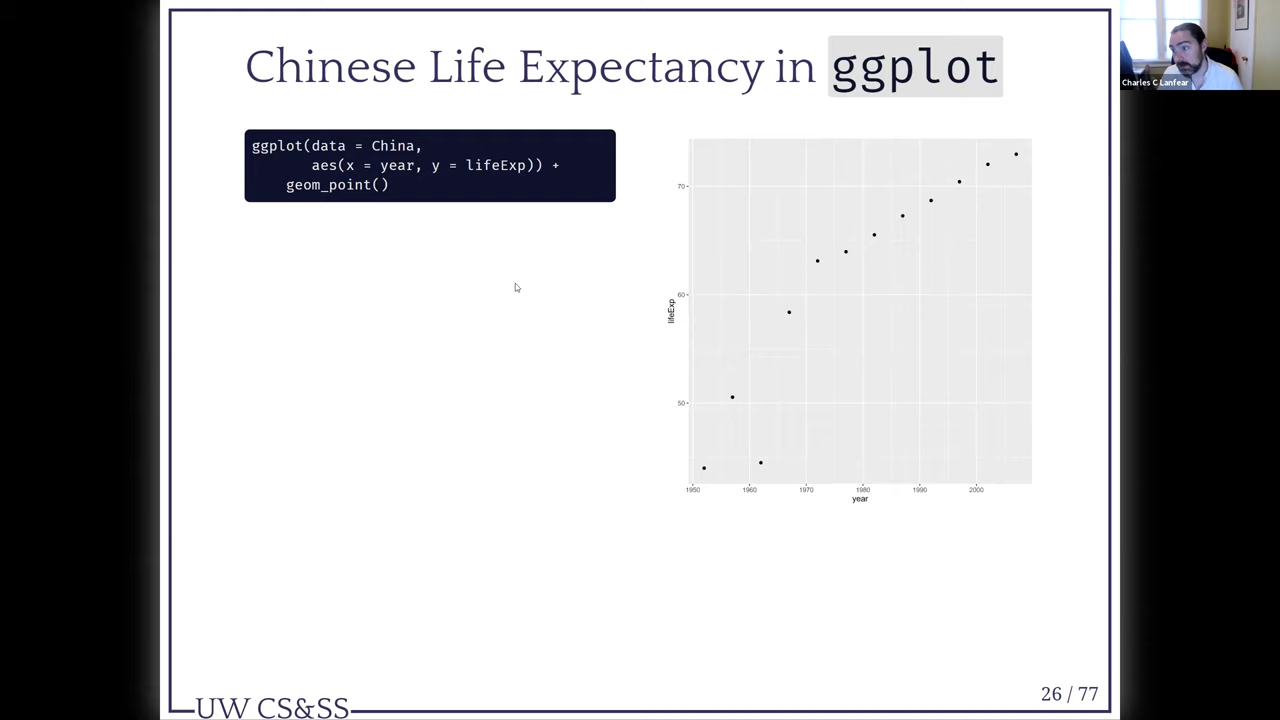 Chinese Life Expectancy in ggplot
Charles C Lanfear
ggplot(data = China,
aes(x = year, y = lifeExp)) +
geom_point()
70
60
50
lifeExp
1950 1960 1970 1980 1990 2000
year
UW CS&SS
26 / 77